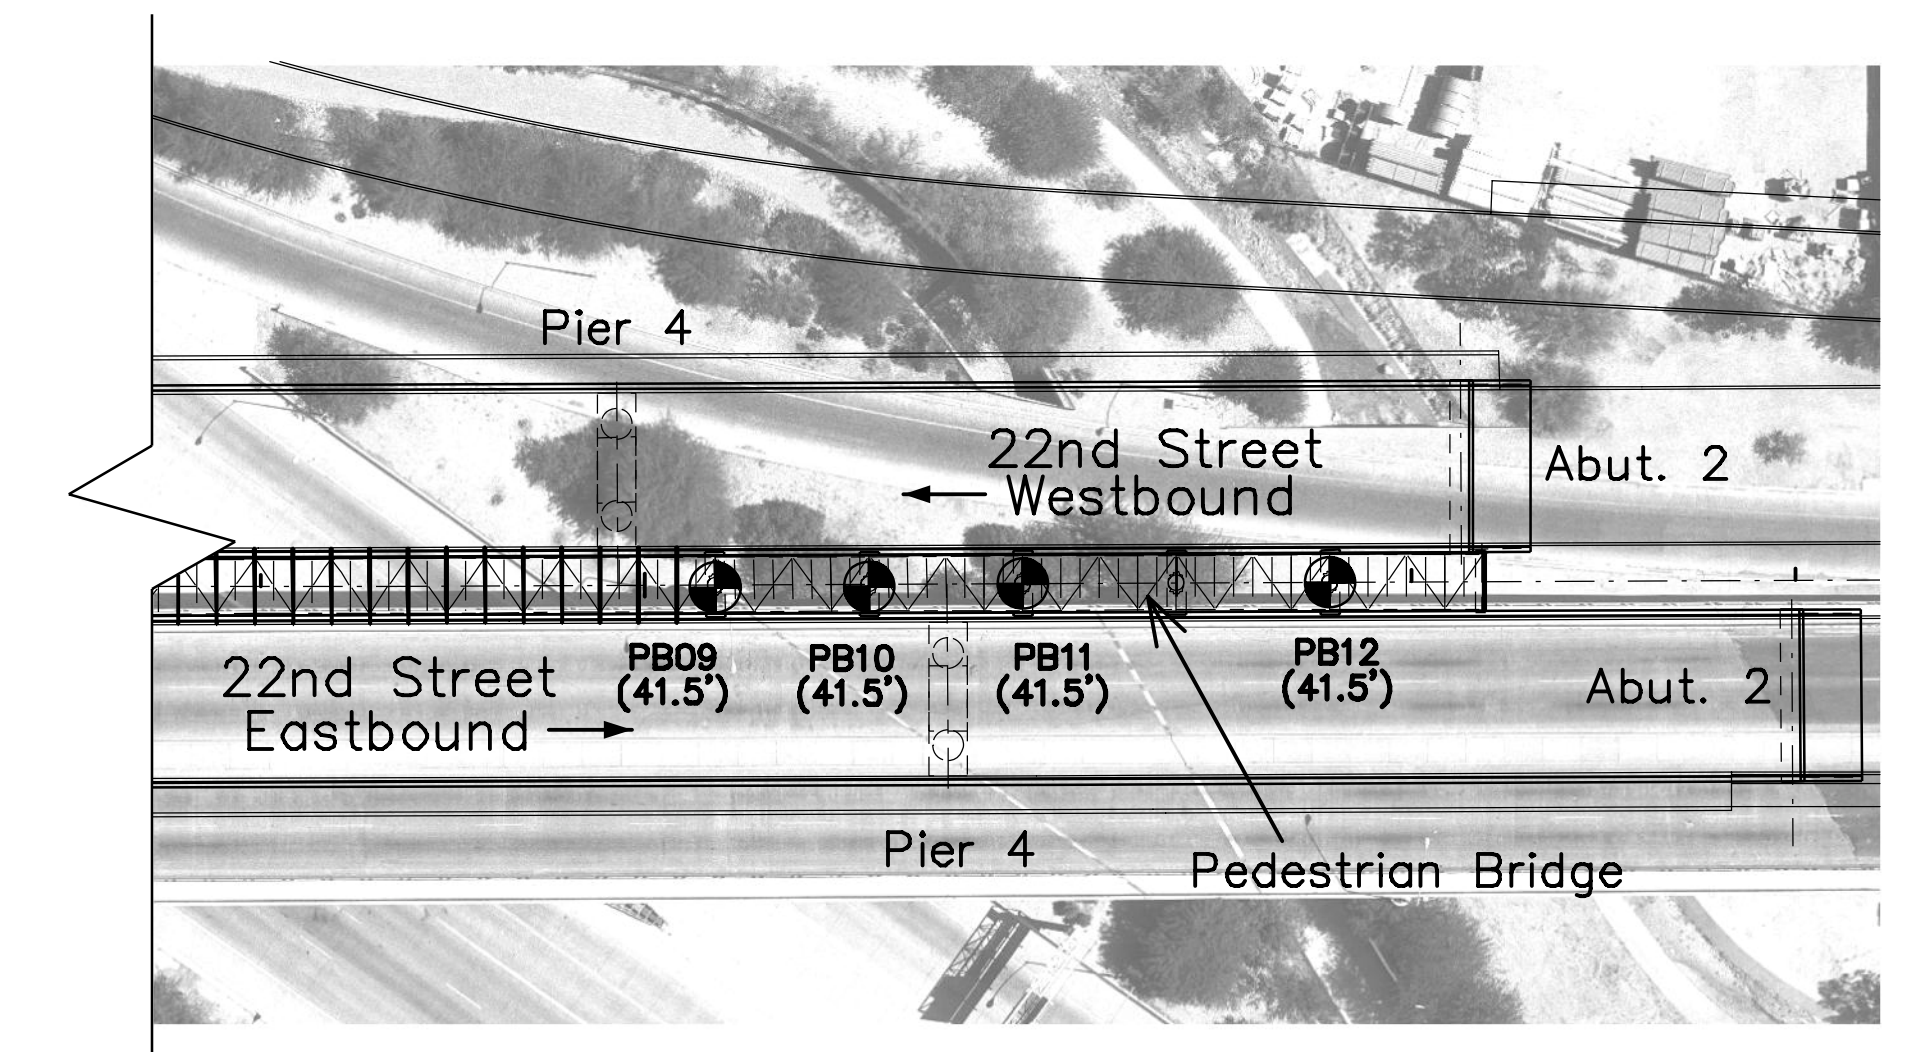 Pier 4
22nd Street
Westbound
Abut. 2
22nd Street
Eastbound
PB09
(41.5')
PB10
(41.5')
PB11
(41.5')
PB12
(41.5')
Abut. 2
Pier 4
Pedestrian Bridge